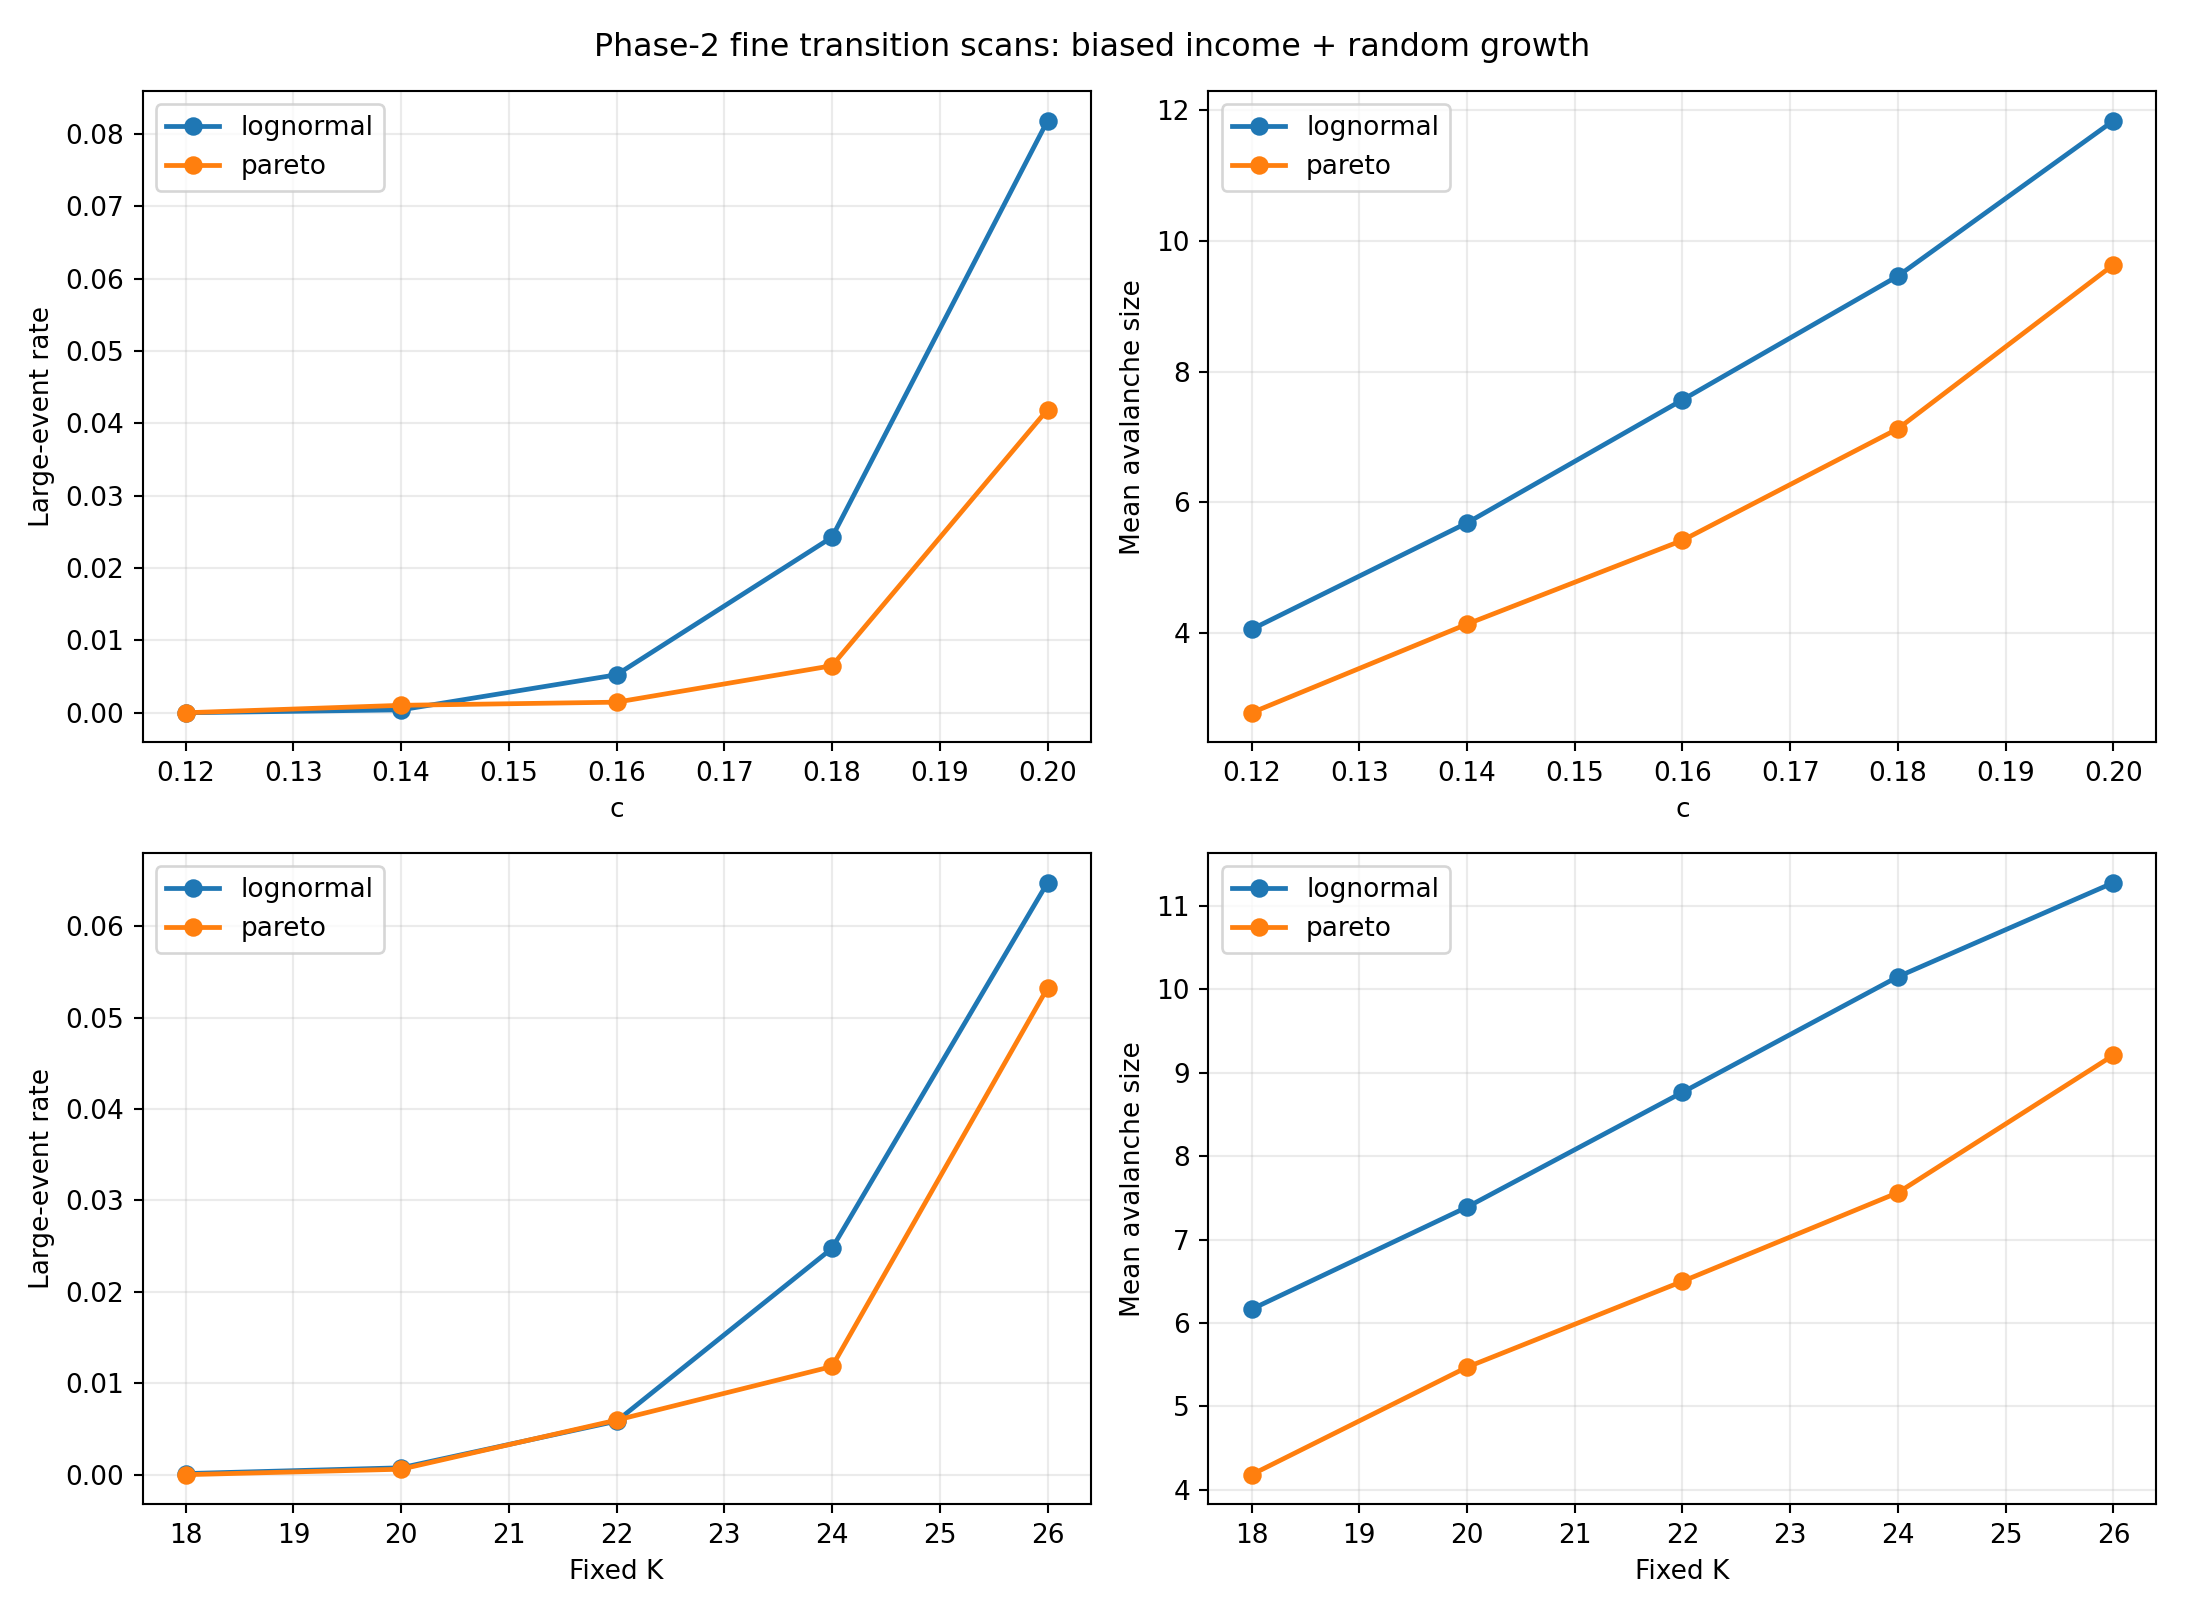 Phase-2 fine transition scans: biased income + random growth
lognormal
pareto
Large-event rate
0.08
0.07
0.06
0.05
0.04
0.03
0.02
0.01
0.00
0.12 0.13 0.14 0.15 0.16 0.17 0.18 0.19 0.20
c
lognormal
pareto
Mean avalanche size
12
10
8
6
4
0.12 0.13 0.14 0.15 0.16 0.17 0.18 0.19 0.20
c
lognormal
pareto
Large-event rate
0.06
0.05
0.04
0.03
0.02
0.01
0.00
18 19 20 21 22 23 24 25 26
Fixed K
lognormal
pareto
Mean avalanche size
11
10
9
8
7
6
5
4
18 19 20 21 22 23 24 25 26
Fixed K